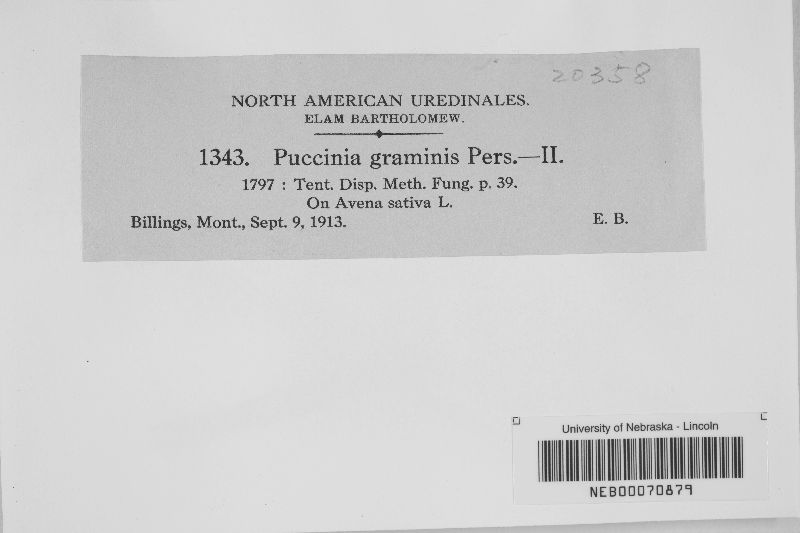 20358
NORTH AMERICAN UREDINALES.
ELAM BARTHOLOMEW.
1343. Puccinia graminis Pers.—II.
1797 : Tent. Disp. Meth. Fung. p. 39.
On Avena sativa L.
Billings, Mont., Sept. 9, 1913. E. B.
University of Nebraska - Lincoln
NEB00070879